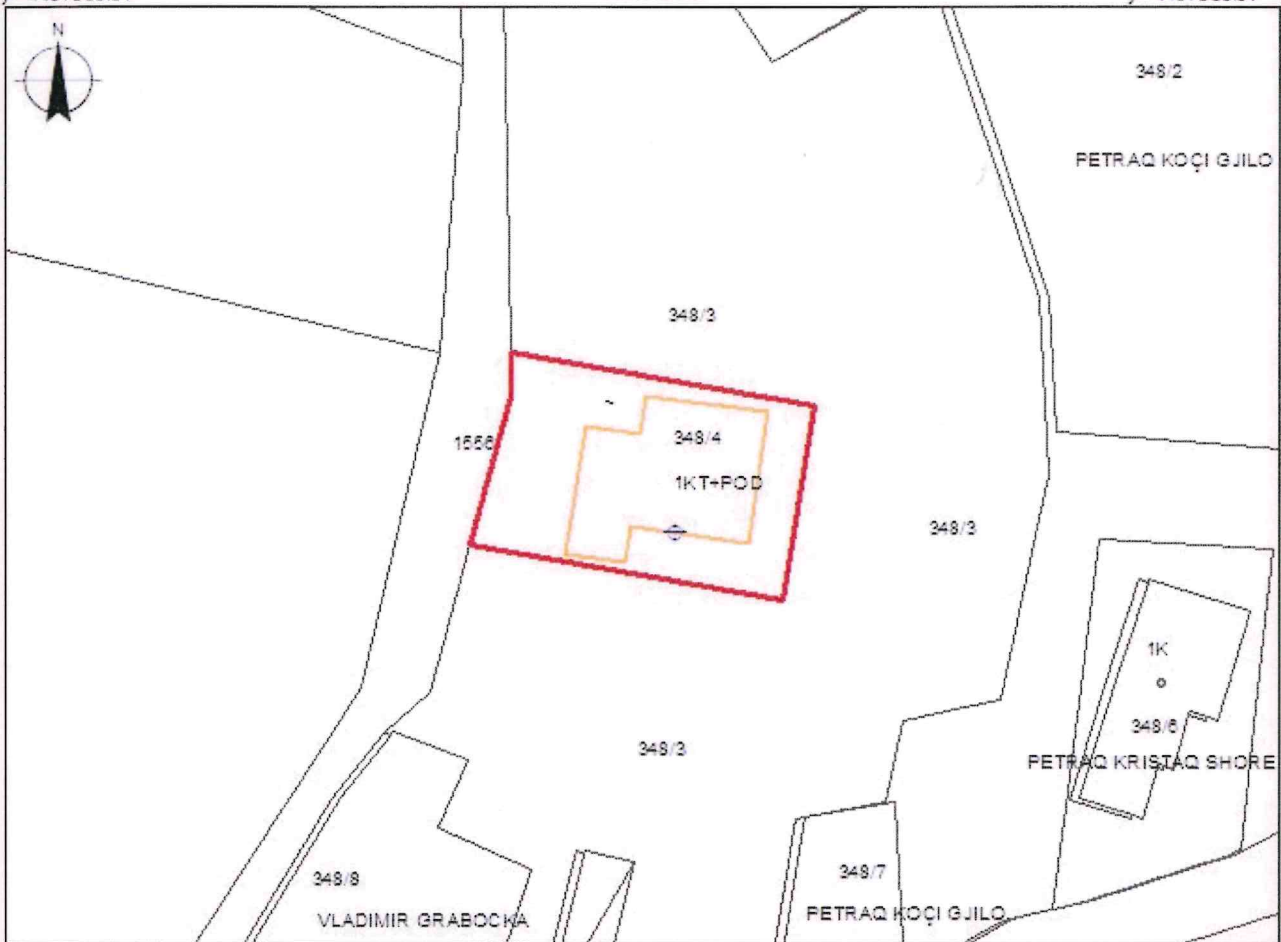 N
348/2
PETRAQ KOÇI GJILO
348/3
1556
348/4
1KT+POD
348/3
1K
348/6
PETRAQ KRISTAQ SHORE
348/3
348/8
VLADIMIR GRABOCKA
348/7
PETRAQ KOÇI GJILO